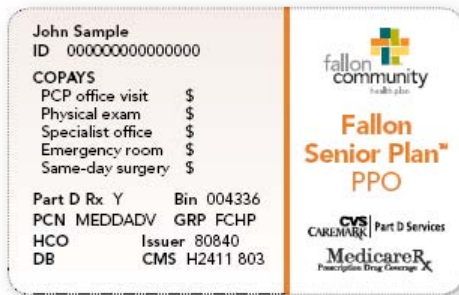 John Sample
ID 000000000000000
COPAYS
PCP office visit $
Physical exam $
Specialist office $
Emergency room $
Same-day surgery $
Part D Rx Y Bin 004336
PCN MEDDADV GRP FCHP
HCO Issuer 80840
DB CMS H2411 803
fallon
community
health plan
Fallon
Senior Plan™
PPO
CVS
CAREMARK Part D Services
MedicareRx
Prescription Drug Coverage X